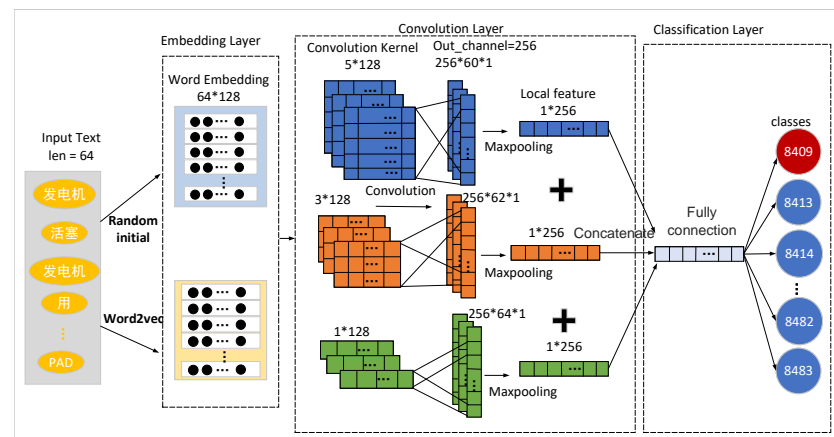 Embedding Layer
Convolution Layer
Classification Layer
Input Text
len = 64
发电机
活塞
发电机
用
...
PAD
Random
initial
Word2vec
Word Embedding
64*128
...
...
...
...
...
...
...
...
...
...
...
...
Convolution Kernel
5*128
Out_channel=256
256*60*1
Local feature
1*256
...
Maxpooling
+
3*128
Convolution
256*62*1
1*256
...
Maxpooling
Concatenate
+
1*128
256*64*1
1*256
...
Maxpooling
...
Fully
connection
classes
8409
8413
8414
...
8482
8483